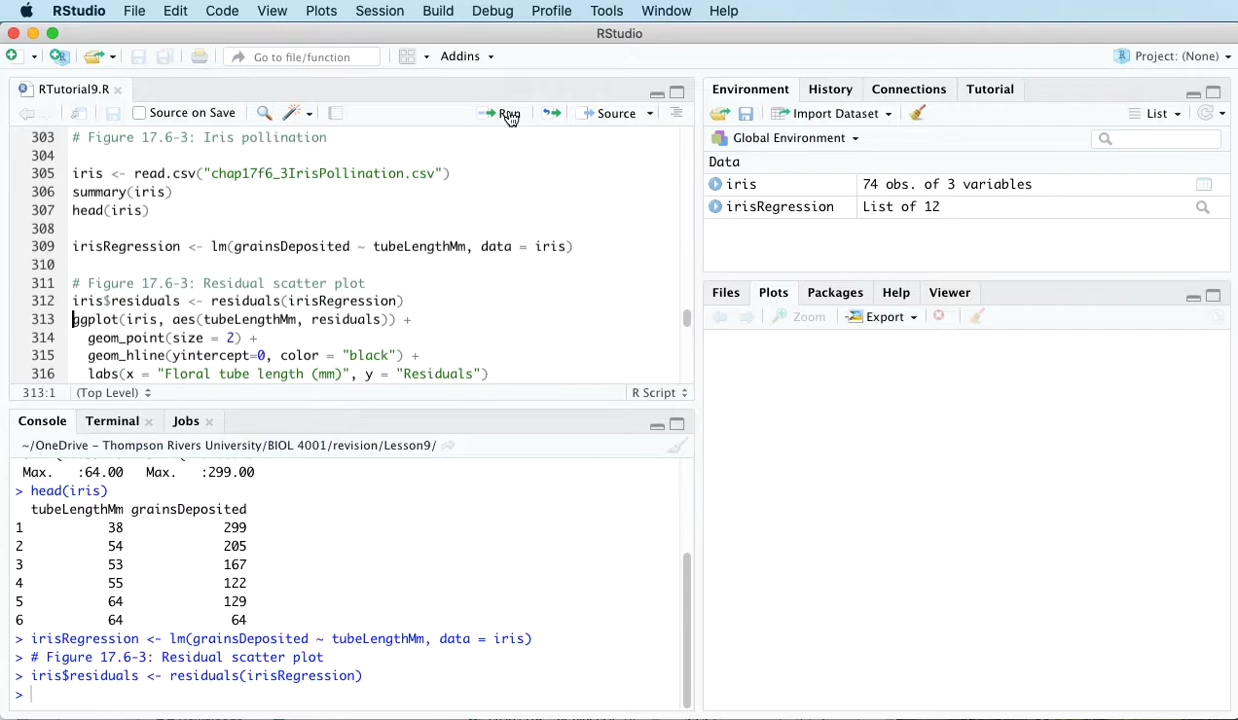 RStudio File Edit Code View Plots Session Build Debug Profile Tools Window Help
RStudio
Go to file/function Addins Project: (None)
RTutorial9.R
Source on Save Run Source
303 # Figure 17.6-3: Iris pollination
304
305 iris <- read.csv("chap17f6_3IrisPollination.csv")
306 summary(iris)
307 head(iris)
308
309 irisRegression <- lm(grainsDeposited ~ tubeLengthMm, data = iris)
310
311 # Figure 17.6-3: Residual scatter plot
312 iris$residuals <- residuals(irisRegression)
313 ggplot(iris, aes(tubeLengthMm, residuals)) +
314 geom_point(size = 2) +
315 geom_hline(yintercept=0, color = "black") +
316 labs(x = "Floral tube length (mm)", y = "Residuals")
313:1 (Top Level) R Script
Console Terminal Jobs
~/OneDrive – Thompson Rivers University/BIOL 4001/revision/Lesson9/
Max. :64.00 Max. :299.00
> head(iris)
tubeLengthMm grainsDeposited
1 38 299
2 54 205
3 53 167
4 55 122
5 64 129
6 64 64
> irisRegression <- lm(grainsDeposited ~ tubeLengthMm, data = iris)
> # Figure 17.6-3: Residual scatter plot
> iris$residuals <- residuals(irisRegression)
>
Environment History Connections Tutorial
Import Dataset List
Global Environment
Data
iris 74 obs. of 3 variables
irisRegression List of 12
Files Plots Packages Help Viewer
Zoom Export